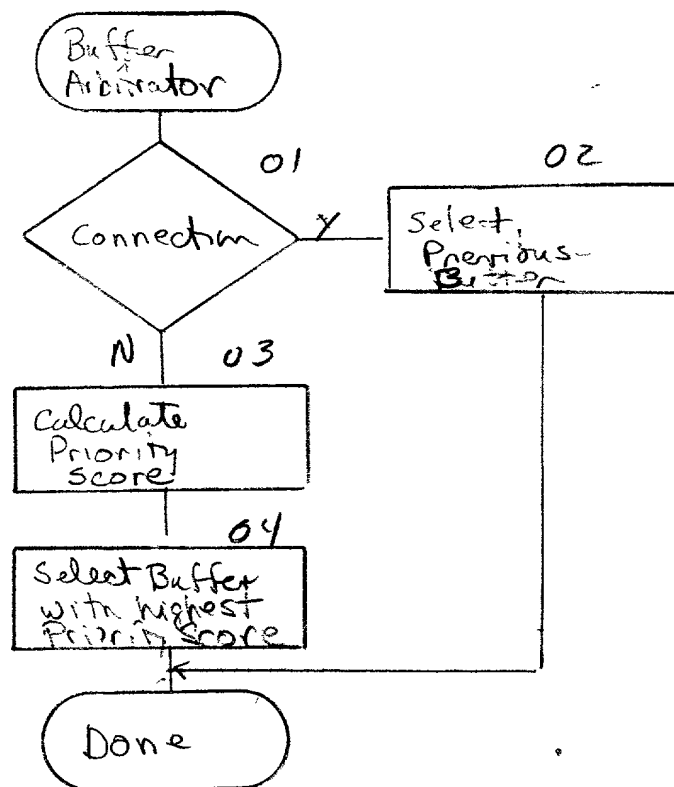 Buffer
Arbitrator
01
Connection
Y
02
Select
Previous-
Button
N
03
Calculate
Priority
Score
04
Select Buffer
with highest
Priority Score
Done